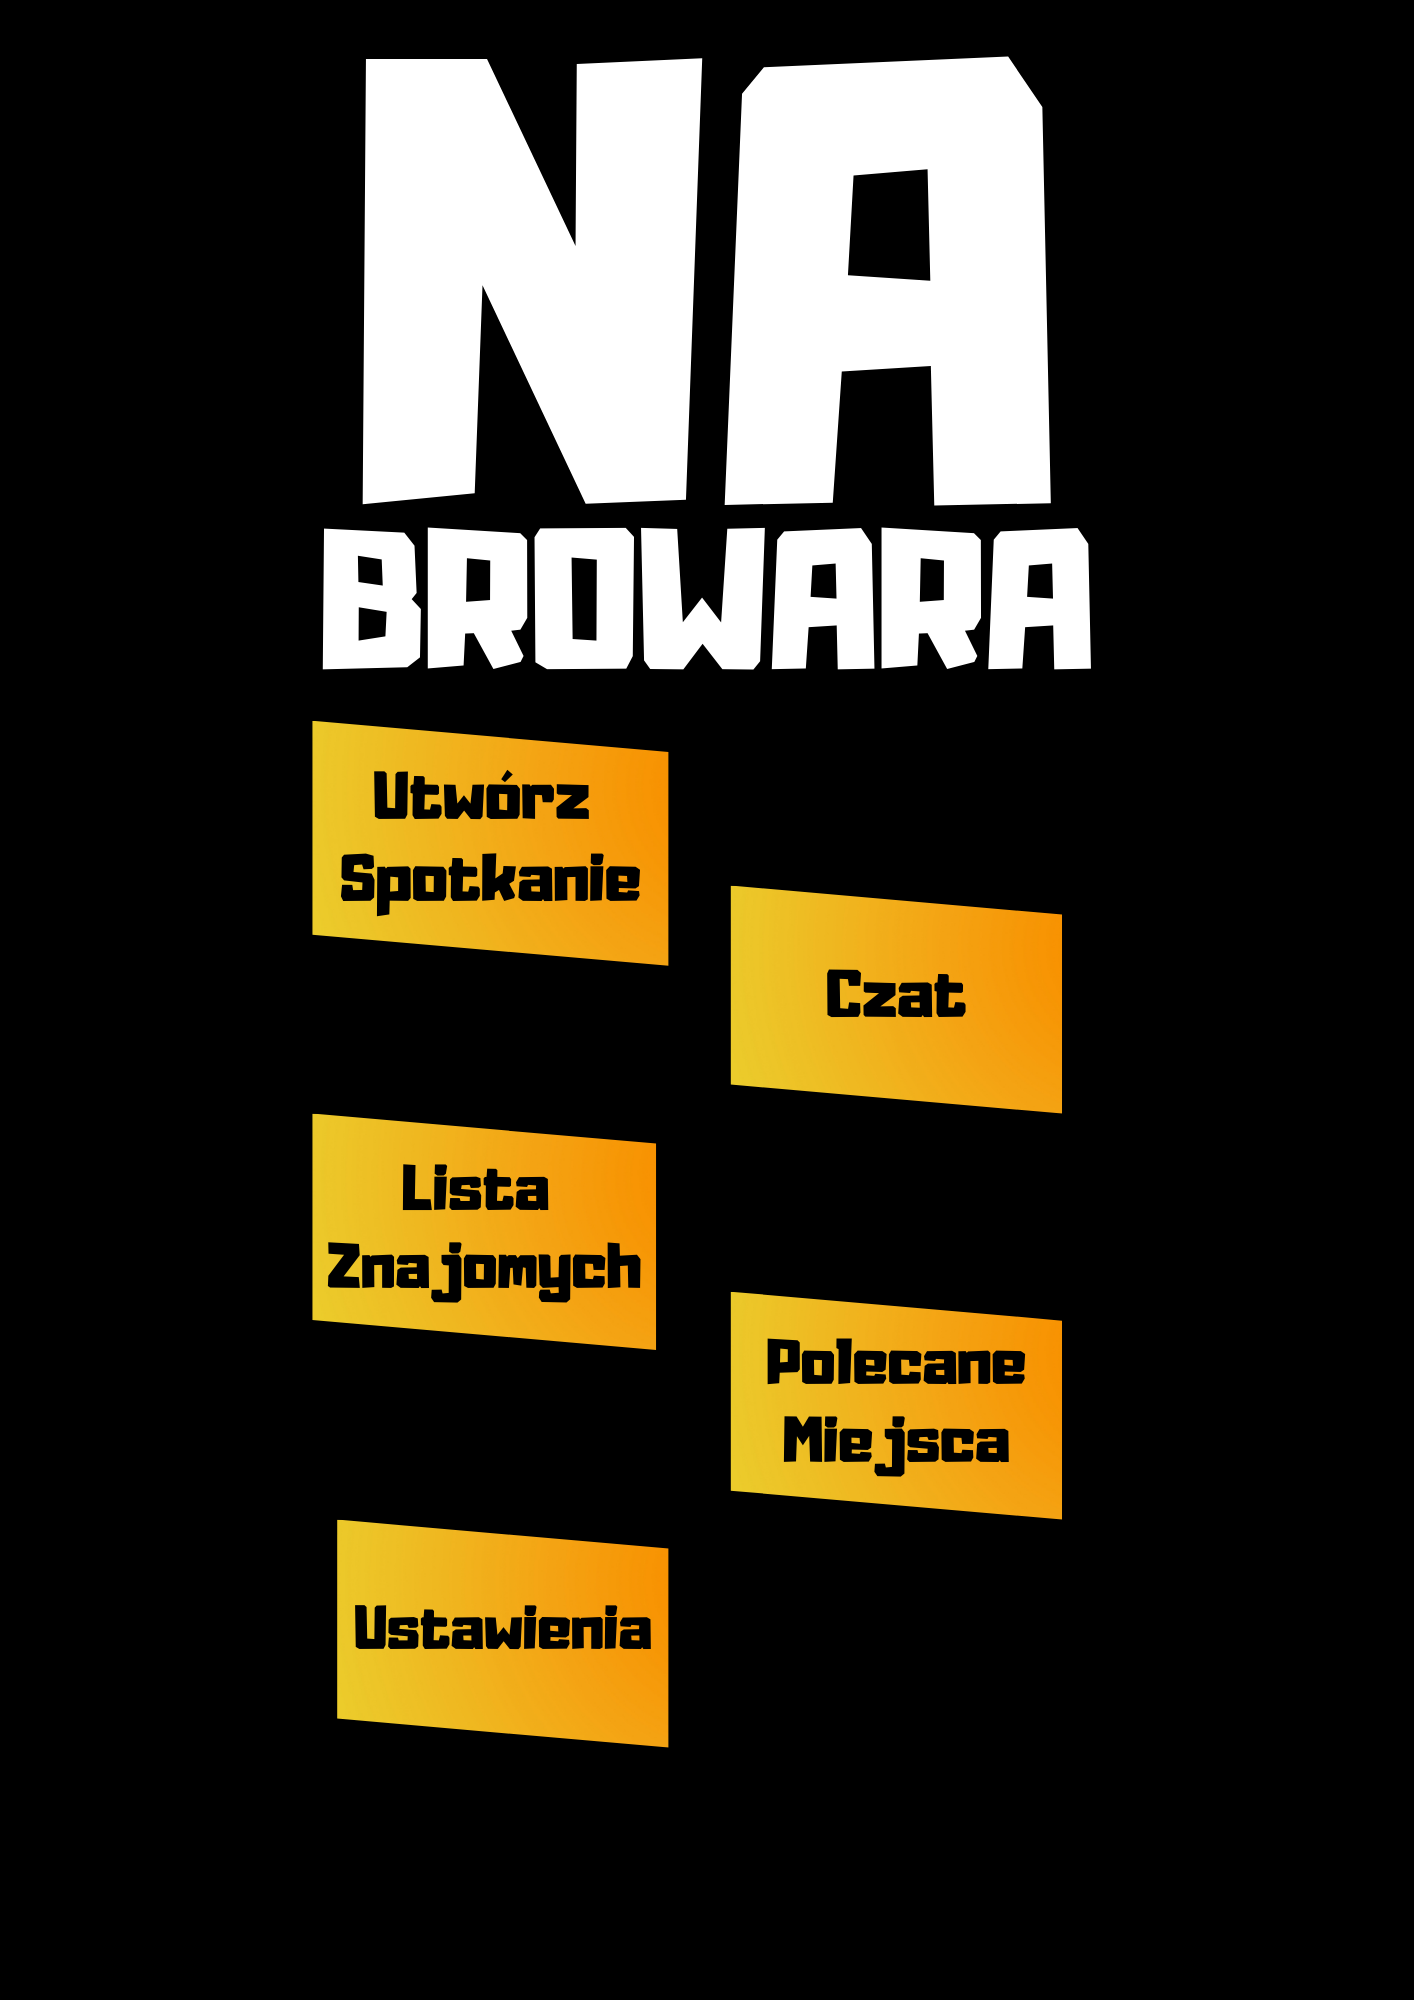 NA
BROWARA
Utwórz
Spotkanie
Czat
Lista
Znajomych
Polecane
Miejsca
Ustawienia